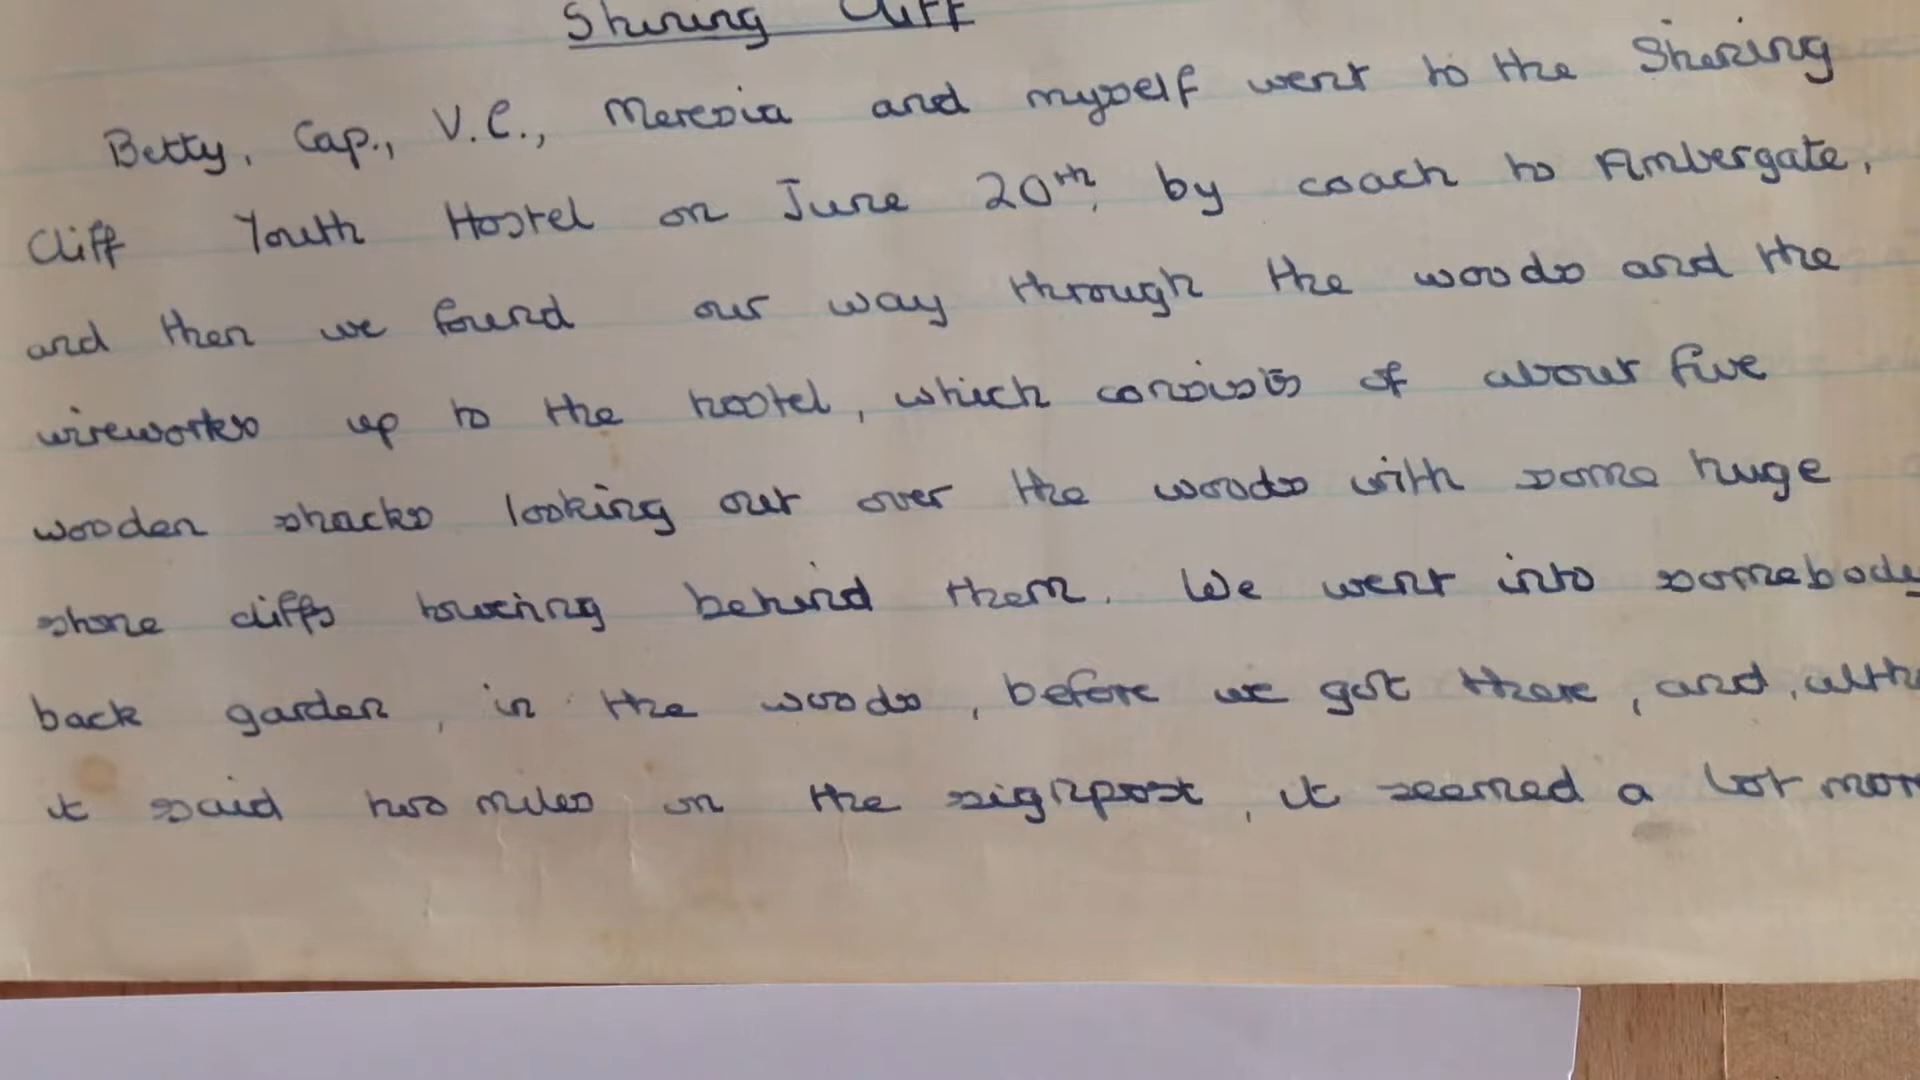 Shining Cliff
Betty, Cap., V.C., Meredia and myself went to the Shining
Cliff Youth Hostel on June 20th, by coach to Ambergate,
and then we found our way through the woods and the
wireworks up to the hostel, which consists of about five
wooden shacks looking out over the woods with some huge
stone cliffs towering behind them. We went into somebody
back garden, in the woods, before we got there, and, alth
it said two miles on the signpost, it seemed a lot mor